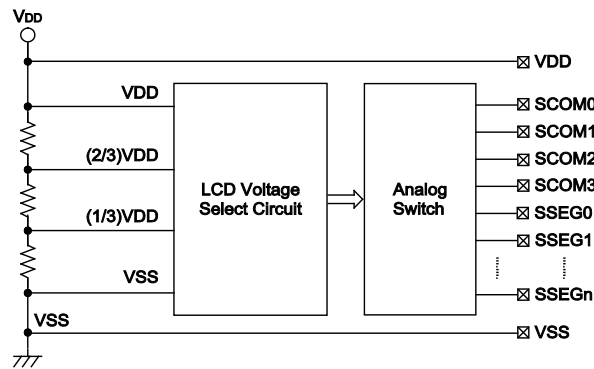 VDD
VDD
VDD
(2/3)VDD
(1/3)VDD
VSS
VSS
LCD Voltage
Select Circuit
Analog
Switch
SCOM0
SCOM1
SCOM2
SCOM3
SSEG0
SSEG1
SSEGn
VSS